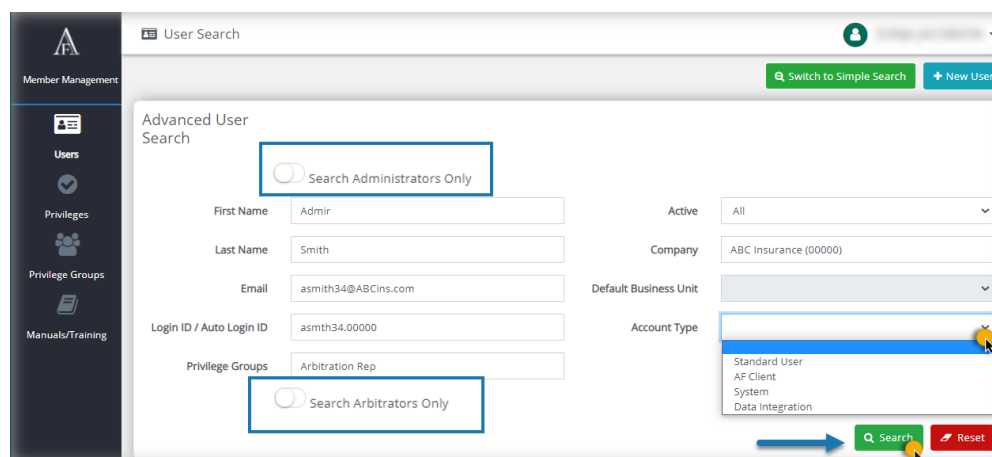 AF
User Search
Member Management
Switch to Simple Search
New User
Advanced User
Search
Users
Search Administrators Only
Privileges
First Name
Admir
Active
All
Last Name
Smith
Company
ABC Insurance (00000)
Privilege Groups
Email
asmith34@ABCins.com
Default Business Unit
Manuals/Training
Login ID / Auto Login ID
asmth34.00000
Account Type
Privilege Groups
Arbitration Rep
Standard User
AF Client
System
Data Integration
Search Arbitrators Only
Search
Reset